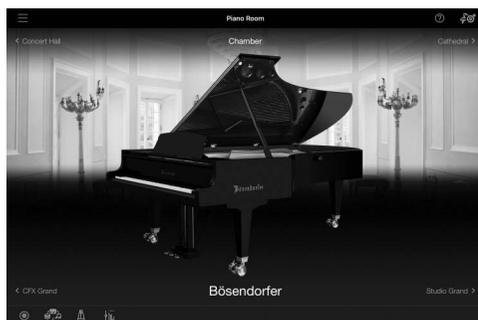 Piano Room
< Concert Hall
Chamber
Cathedral >
Bösendorfer
< CFX Grand
Bösendorfer
Studio Grand >